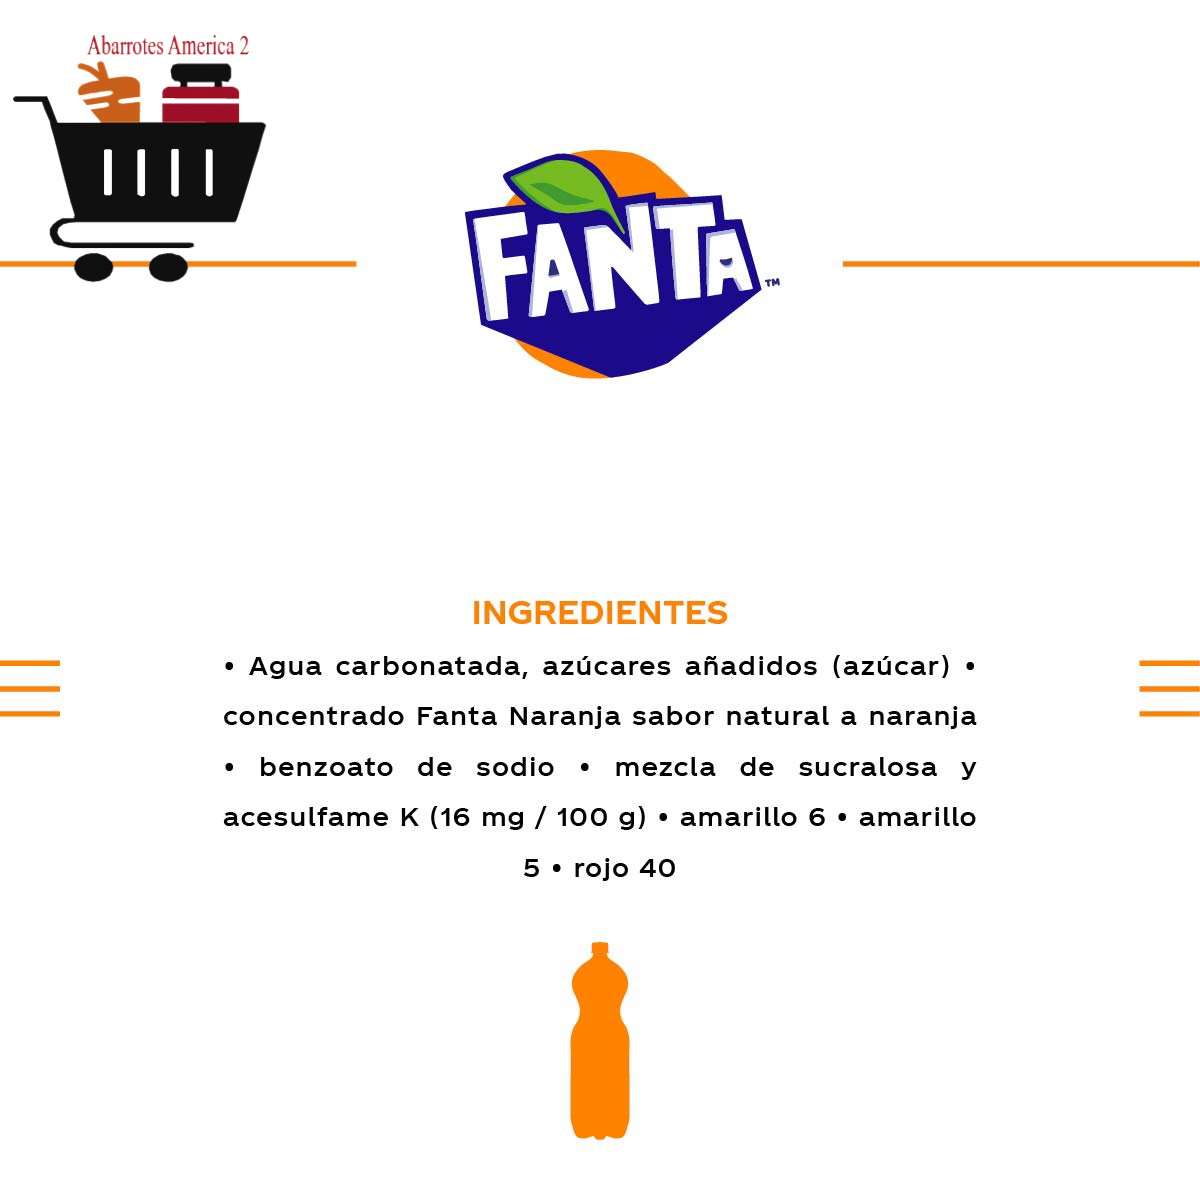 Abarrotes America 2
FANTA™
INGREDIENTES
• Agua carbonatada, azúcares añadidos (azúcar) •
concentrado Fanta Naranja sabor natural a naranja
• benzoato de sodio • mezcla de sucralosa y
acesulfame K (16 mg / 100 g) • amarillo 6 • amarillo
5 • rojo 40